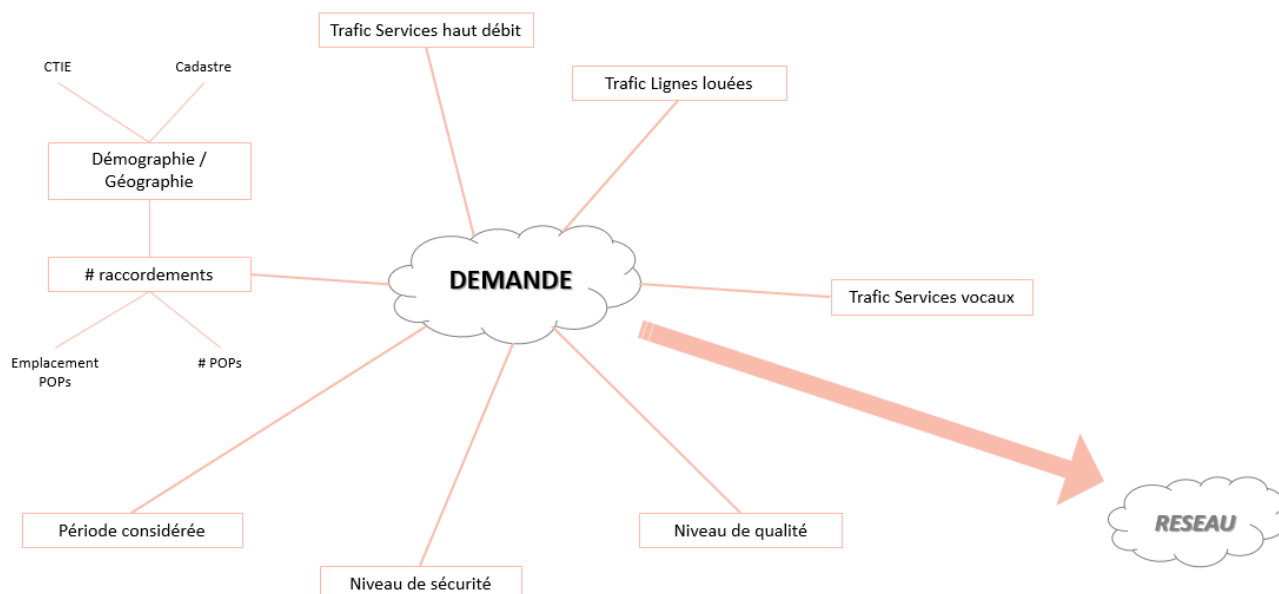 Trafic Services haut débit
CTIE
Cadastre
Trafic Lignes louées
Démographie /
Géographie
# raccordements
DEMANDE
Trafic Services vocaux
Emplacement
POPs
# POPs
Période considérée
Niveau de qualité
RESEAU
Niveau de sécurité